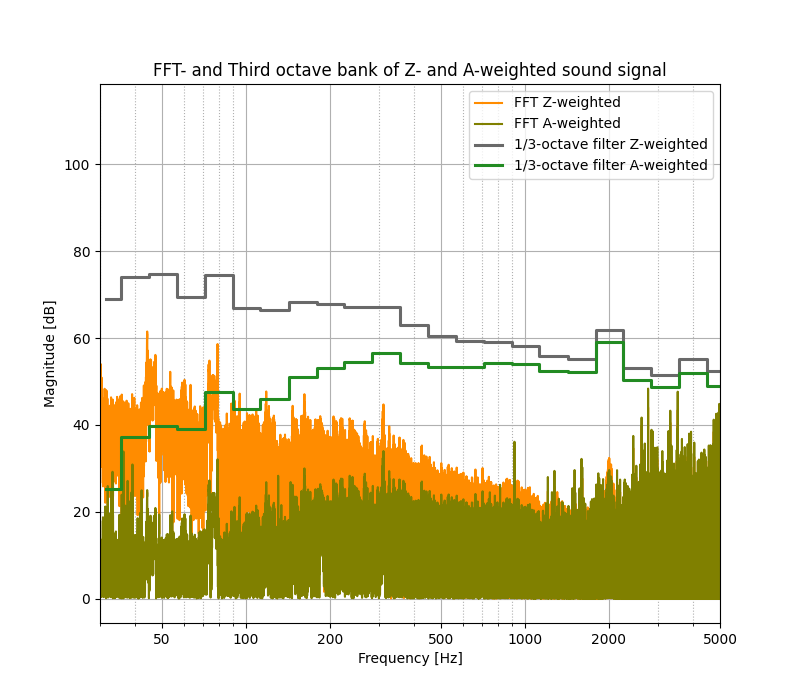 FFT- and Third octave bank of Z- and A-weighted sound signal
FFT Z-weighted
FFT A-weighted
1/3-octave filter Z-weighted
1/3-octave filter A-weighted
100
80
60
40
20
0
Magnitude [dB]
50 100 200 500 1000 2000 5000
Frequency [Hz]